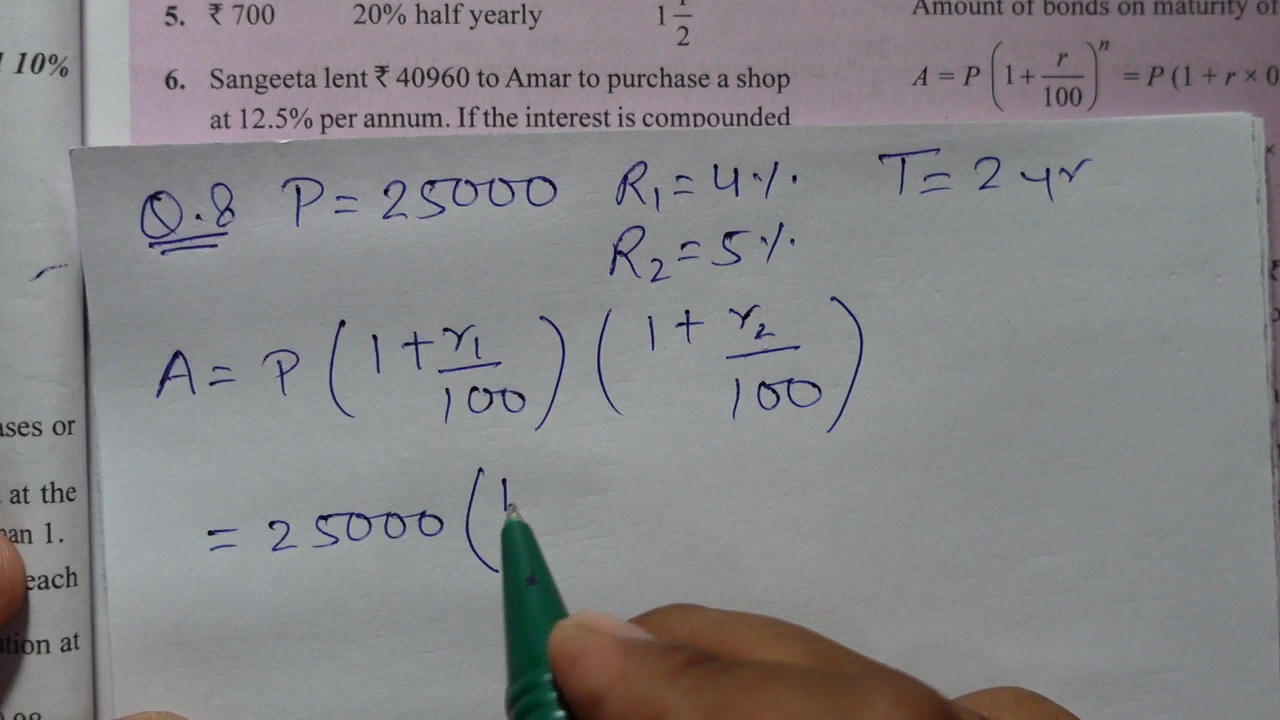 5. ₹ 700 20% half yearly 1 1/2
Amount of bonds on maturity of
10%
6. Sangeeta lent ₹ 40960 to Amar to purchase a shop
at 12.5% per annum. If the interest is compounded
A = P (1 + r/100)^n = P (1 + r × 0
Q.8 P = 25000 R₁ = 4% T = 2 yr
R₂ = 5%
A = P (1 + r₁/100) (1 + r₂/100)
= 25000 (1
ases or
at the
an 1.
each
tion at